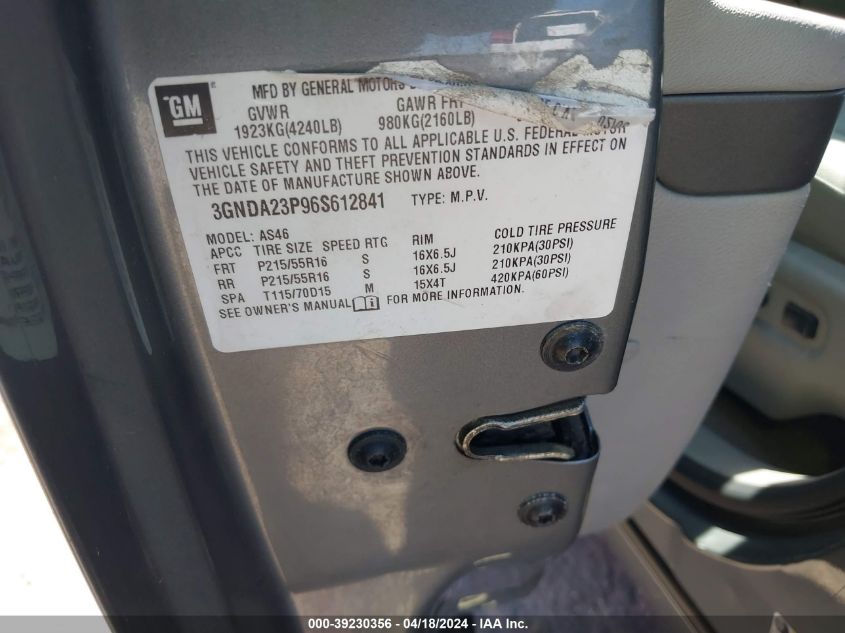 GM
MFD BY GENERAL MOTORS
GVWR GAWR FRT
1923KG(4240LB) 980KG(2160LB)
THIS VEHICLE CONFORMS TO ALL APPLICABLE U.S. FEDERAL MOTOR
VEHICLE SAFETY AND THEFT PREVENTION STANDARDS IN EFFECT ON
THE DATE OF MANUFACTURE SHOWN ABOVE.
3GNDA23P96S612841 TYPE: M.P.V.
MODEL: AS46
APCC TIRE SIZE SPEED RTG RIM COLD TIRE PRESSURE
FRT P215/55R16 S 16X6.5J 210KPA(30PSI)
RR P215/55R16 S 16X6.5J 210KPA(30PSI)
SPA T115/70D15 M 15X4T 420KPA(60PSI)
SEE OWNER'S MANUAL FOR MORE INFORMATION.
000-39230356 - 04/18/2024 - IAA Inc.